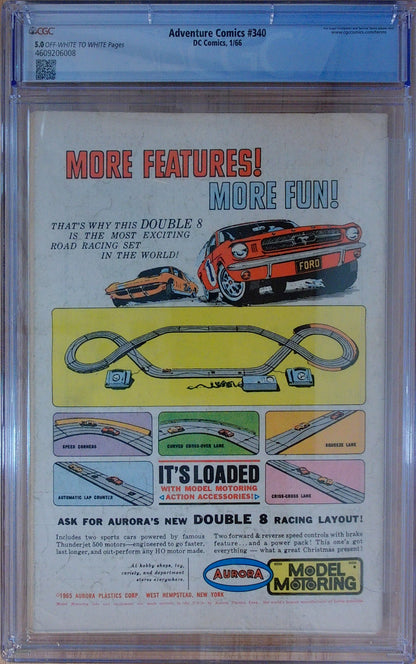 CGC
Adventure Comics #340
DC Comics, 1/66
5.0 OFF-WHITE TO WHITE Pages
4609206008
www.cgccomics.com/terms
MORE FEATURES!
MORE FUN!
THAT'S WHY THIS DOUBLE 8
IS THE MOST EXCITING
ROAD RACING SET
IN THE WORLD!
1
FORD
SPEED CORNERS
CURVED CROSS-OVER LANE
SQUEEZE LANE
AUTOMATIC LAP COUNTER
IT'S LOADED
WITH MODEL MOTORING
ACTION ACCESSORIES!
CRISS-CROSS LANE
ASK FOR AURORA'S NEW DOUBLE 8 RACING LAYOUT!
Includes two sports cars powered by famous
Thunderjet 500 motors—engineered to go faster,
last longer, and out-perform any HO motor made.
Two forward & reverse speed controls with brake
feature...and a power pack! This one's got
everything — what a great Christmas present!
At hobby shops, toy,
variety, and department
stores everywhere.
AURORA
MODEL
MOTORING
©1965 AURORA PLASTICS CORP. WEST HEMPSTEAD, NEW YORK